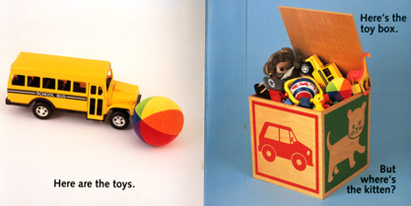 SCHOOL BUS
Here are the toys.
Here's the
toy box.
But
where's
the kitten?